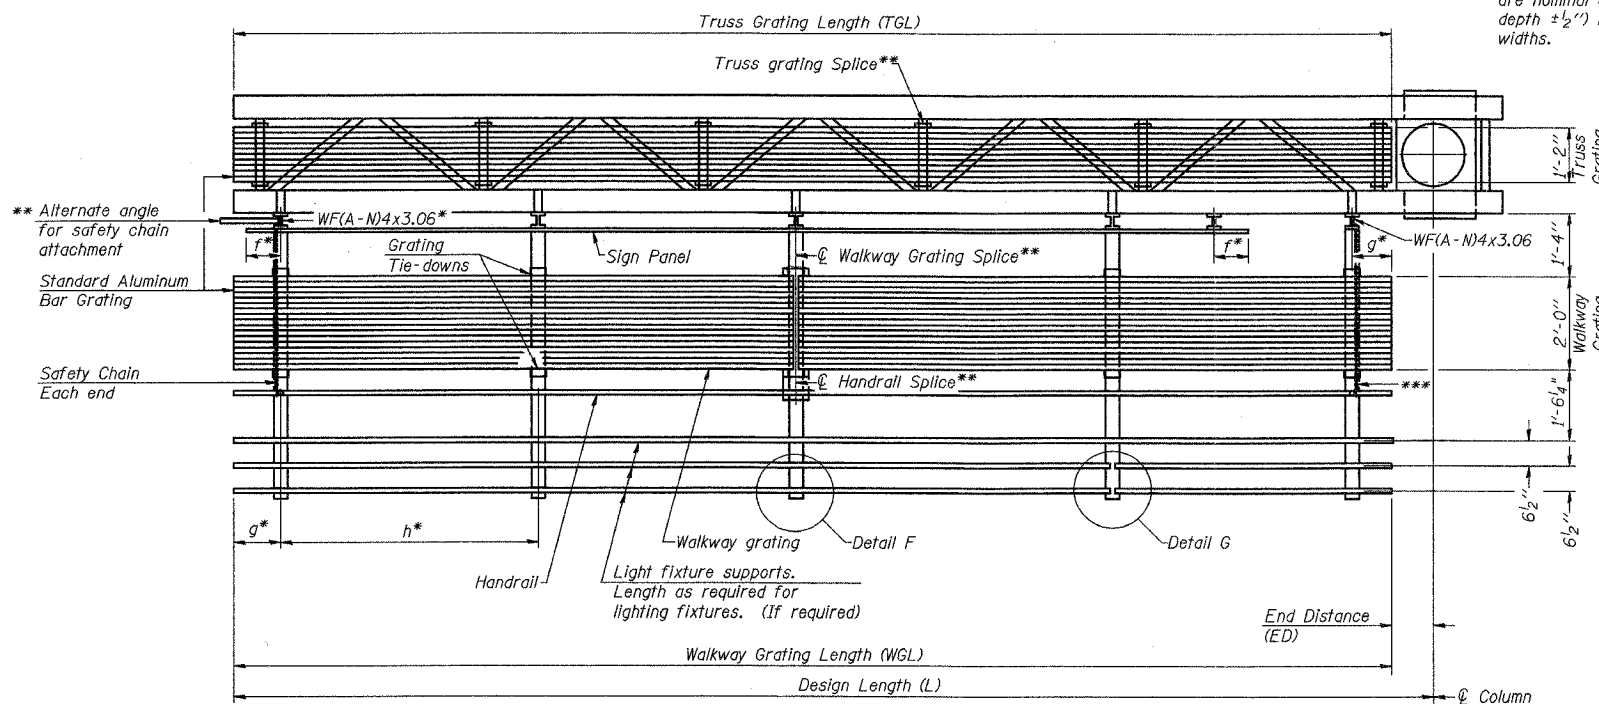 are nominal
depth ±½")
widths.
Truss Grating Length (TGL)
Truss grating Splice**
1'-2"
Truss
Grating
** Alternate angle
for safety chain
attachment
WF(A-N)4x3.06*
f*
Grating
Tie-downs
Sign Panel
℄ Walkway Grating Splice**
f*
g*
WF(A-N)4x3.06
1'-4"
Standard Aluminum
Bar Grating
2'-0"
Walkway
Grating
Safety Chain
Each end
℄ Handrail Splice**
***
1'-6¼"
6½"
6½"
g*
h*
Walkway grating
Detail F
Detail G
Handrail
Light fixture supports.
Length as required for
lighting fixtures. (If required)
End Distance
(ED)
Walkway Grating Length (WGL)
Design Length (L)
℄ Column